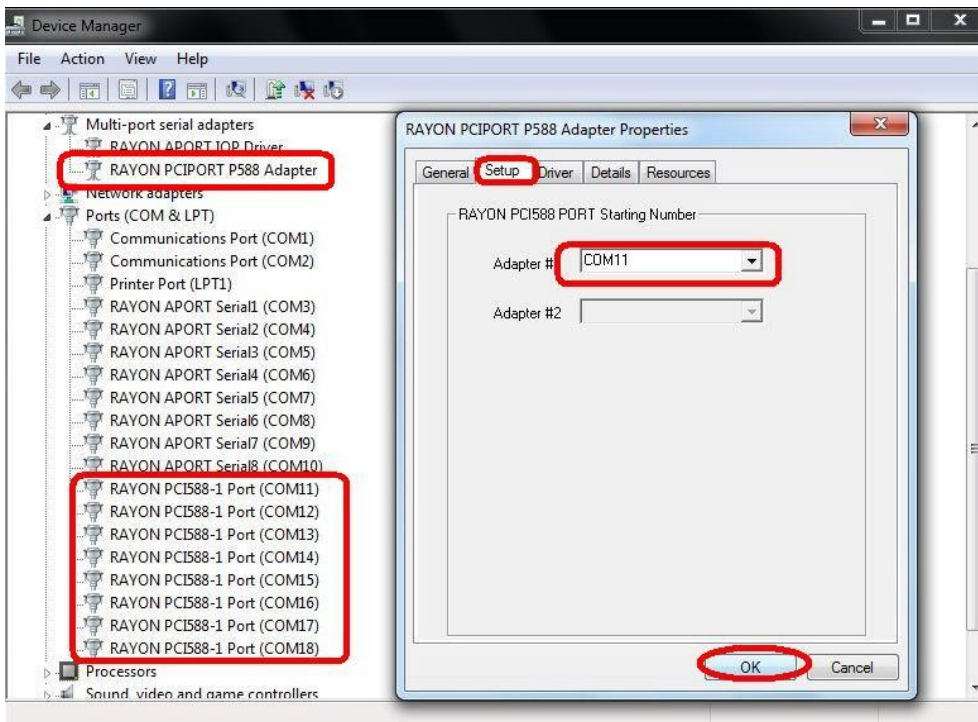 Device Manager
File Action View Help
Multi-port serial adapters
RAYON APORT IOP Driver
RAYON PCIPORT P588 Adapter
Network adapters
Ports (COM & LPT)
Communications Port (COM1)
Communications Port (COM2)
Printer Port (LPT1)
RAYON APORT Serial1 (COM3)
RAYON APORT Serial2 (COM4)
RAYON APORT Serial3 (COM5)
RAYON APORT Serial4 (COM6)
RAYON APORT Serial5 (COM7)
RAYON APORT Serial6 (COM8)
RAYON APORT Serial7 (COM9)
RAYON APORT Serial8 (COM10)
RAYON PCI588-1 Port (COM11)
RAYON PCI588-1 Port (COM12)
RAYON PCI588-1 Port (COM13)
RAYON PCI588-1 Port (COM14)
RAYON PCI588-1 Port (COM15)
RAYON PCI588-1 Port (COM16)
RAYON PCI588-1 Port (COM17)
RAYON PCI588-1 Port (COM18)
Processors
Sound, video and game controllers
RAYON PCIPORT P588 Adapter Properties
General Setup Driver Details Resources
RAYON PCI588 PORT Starting Number
Adapter # COM11
Adapter #2
OK Cancel